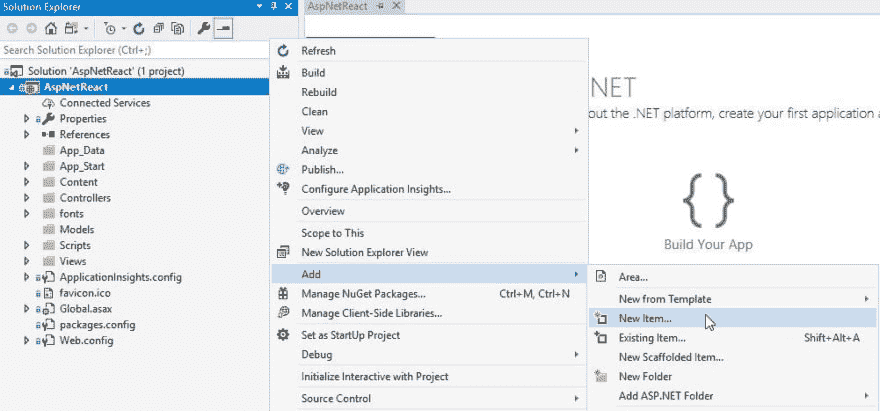 Solution Explorer
Search Solution Explorer (Ctrl+;)
Solution 'AspNetReact' (1 project)
AspNetReact
Connected Services
Properties
References
App_Data
App_Start
Content
Controllers
fonts
Models
Scripts
Views
ApplicationInsights.config
favicon.ico
Global.asax
packages.config
Web.config
AspNetReact
NET
out the .NET platform, create your first application a
Build Your App
Refresh
Build
Rebuild
Clean
View
Analyze
Publish...
Configure Application Insights...
Overview
Scope to This
New Solution Explorer View
Add
Manage NuGet Packages... Ctrl+M, Ctrl+N
Manage Client-Side Libraries...
Set as StartUp Project
Debug
Initialize Interactive with Project
Source Control
Area...
New from Template
New Item...
Existing Item... Shift+Alt+A
New Scaffolded Item...
New Folder
Add ASP.NET Folder